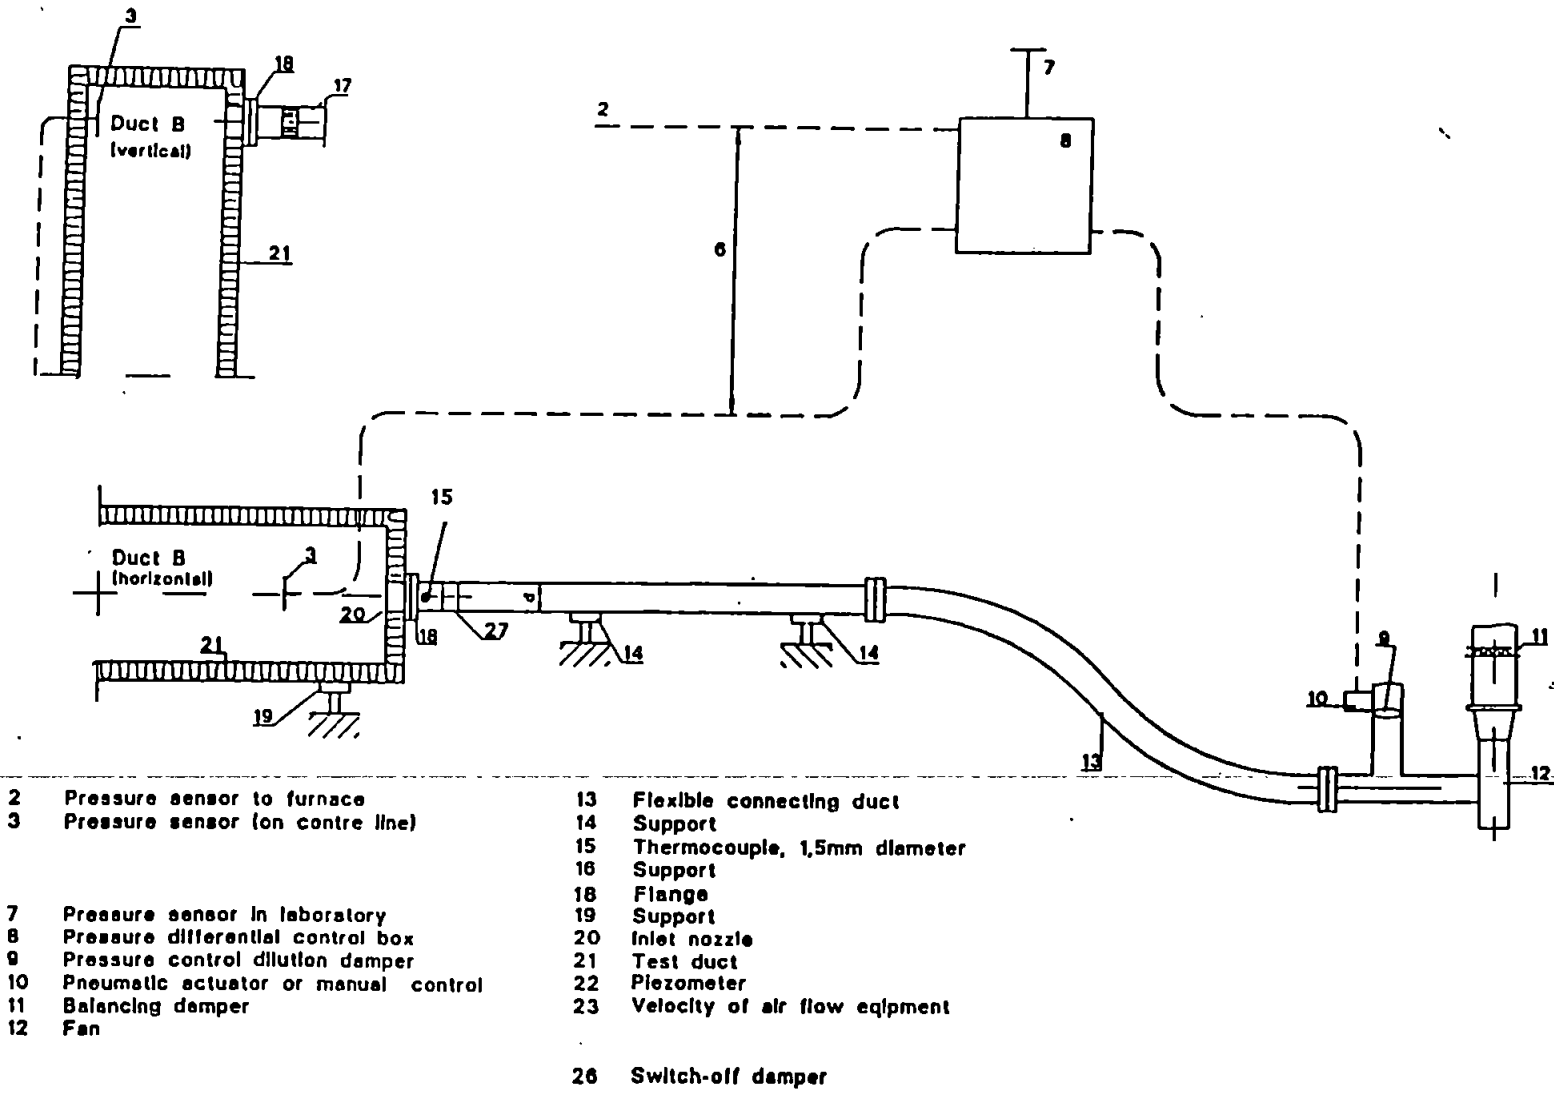 3
18
17
Duct B
(vertical)
21
2
7
8
6
15
Duct B
(horizontal)
3
20
18
27
d
14
14
21
19
13
9
10
11
12
2 Pressure sensor to furnace
3 Pressure sensor (on contre line)
7 Pressure sensor in laboratory
8 Pressure differential control box
9 Pressure control dilution damper
10 Pneumatic actuator or manual control
11 Balancing damper
12 Fan
13 Flexible connecting duct
14 Support
15 Thermocouple, 1,5mm diameter
16 Support
18 Flange
19 Support
20 Inlet nozzle
21 Test duct
22 Piezometer
23 Velocity of air flow eqipment
26 Switch-off damper